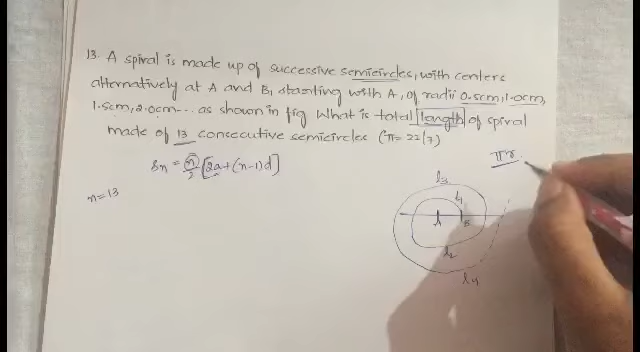 13. A spiral is made up of successive semicircles, with centers
alternatively at A and B, starting with A, of radii 0.5cm, 1.0cm,
1.5cm, 2.0cm... as shown in fig What is total length of spiral
made of 13 consecutive semicircles (π = 22/7)
Sn = n/2 [2a + (n-1)d]
πr
n = 13
l3
l1
A
B
l2
l4